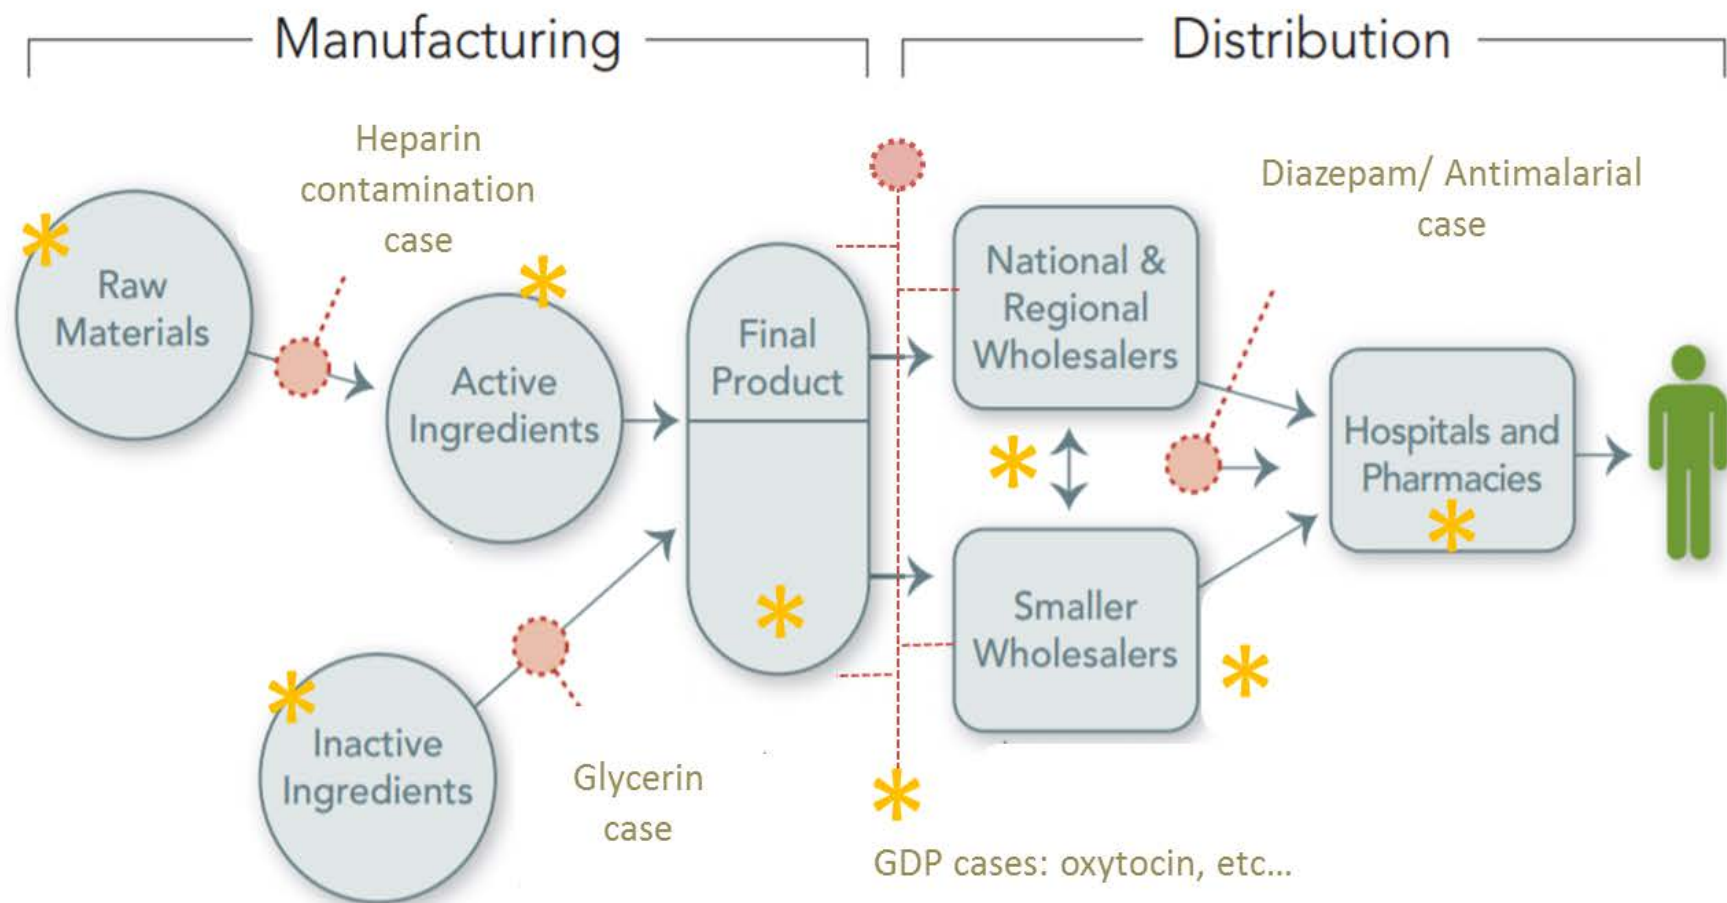 Manufacturing
Distribution
Heparin
contamination
case
Diazepam/ Antimalarial
case
Raw
Materials
Active
Ingredients
Final
Product
National &
Regional
Wholesalers
Hospitals and
Pharmacies
Smaller
Wholesalers
Inactive
Ingredients
Glycerin
case
GDP cases: oxytocin, etc...